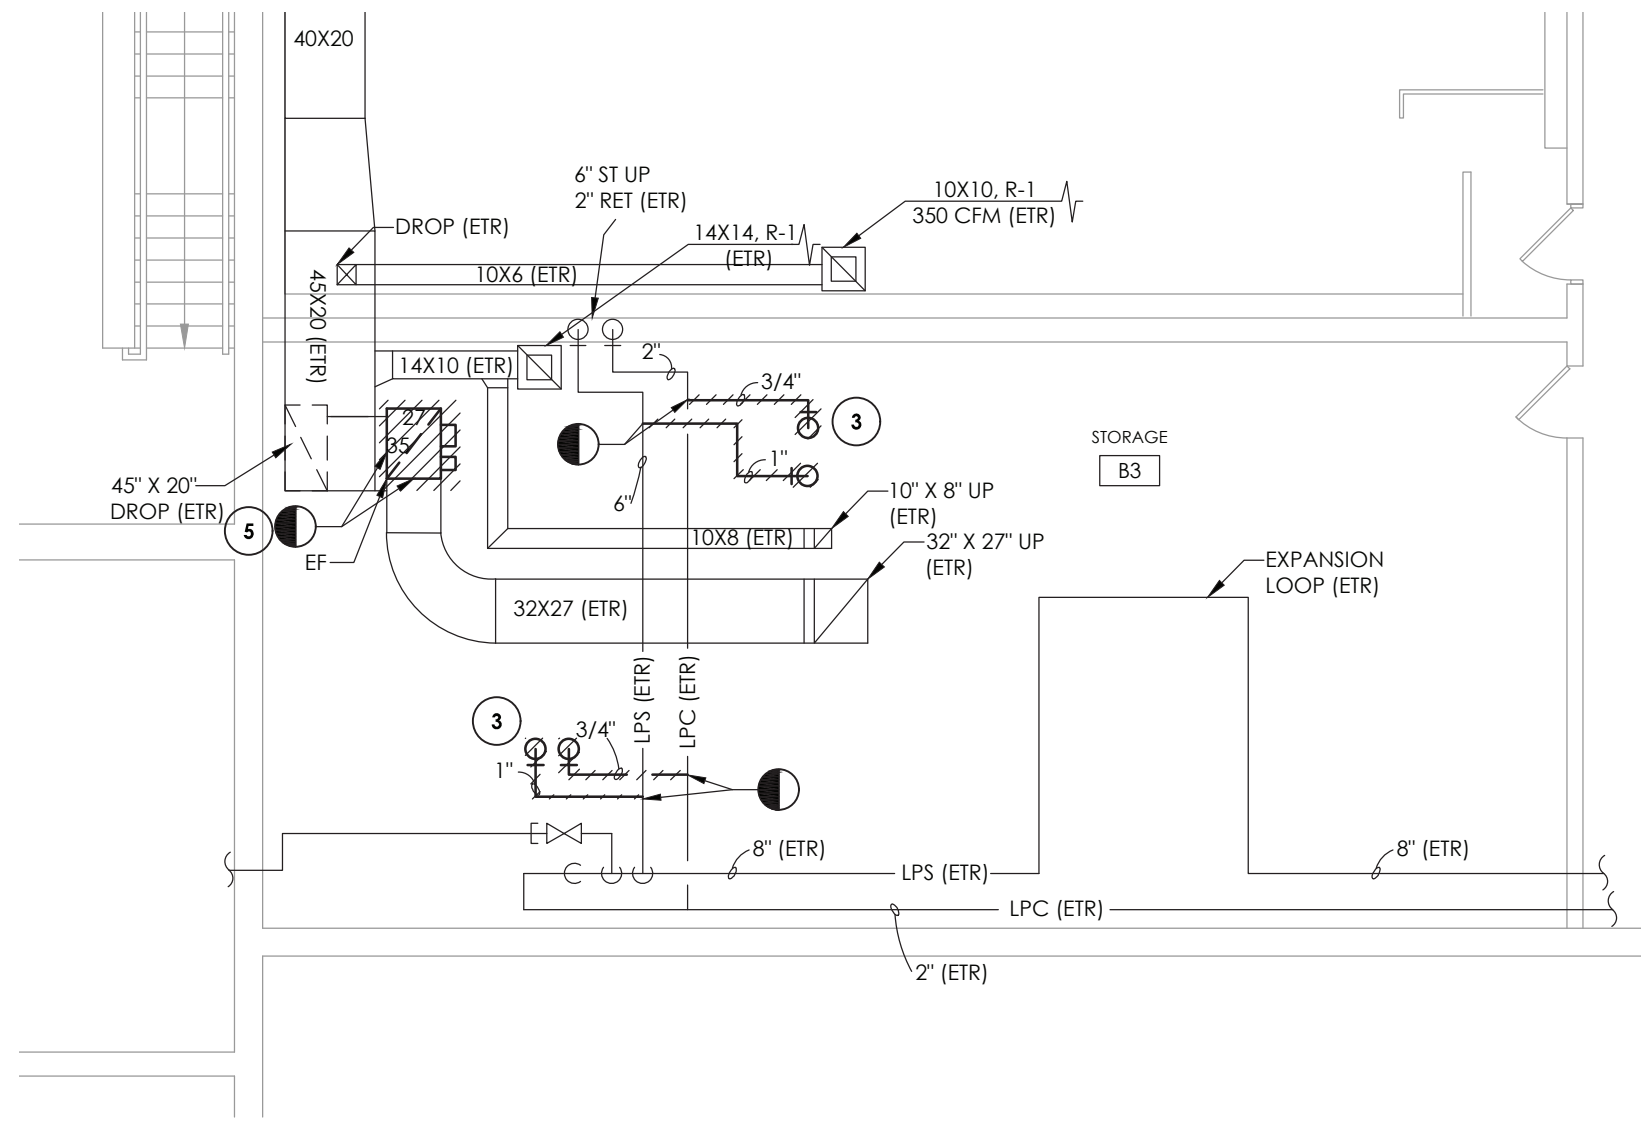 40X20
6" ST UP
2" RET (ETR)
10X10, R-1
350 CFM (ETR)
DROP (ETR)
14X14, R-1
(ETR)
10X6 (ETR)
45X20 (ETR)
14X10 (ETR)
2"
3/4"
3
27
35
STORAGE
B3
1"
45" X 20"
DROP (ETR)
6"
10" X 8" UP
(ETR)
5
10X8 (ETR)
32" X 27" UP
(ETR)
EF
EXPANSION
LOOP (ETR)
32X27 (ETR)
LPS (ETR)
LPC (ETR)
3
3/4"
1"
8" (ETR)
8" (ETR)
LPS (ETR)
LPC (ETR)
2" (ETR)